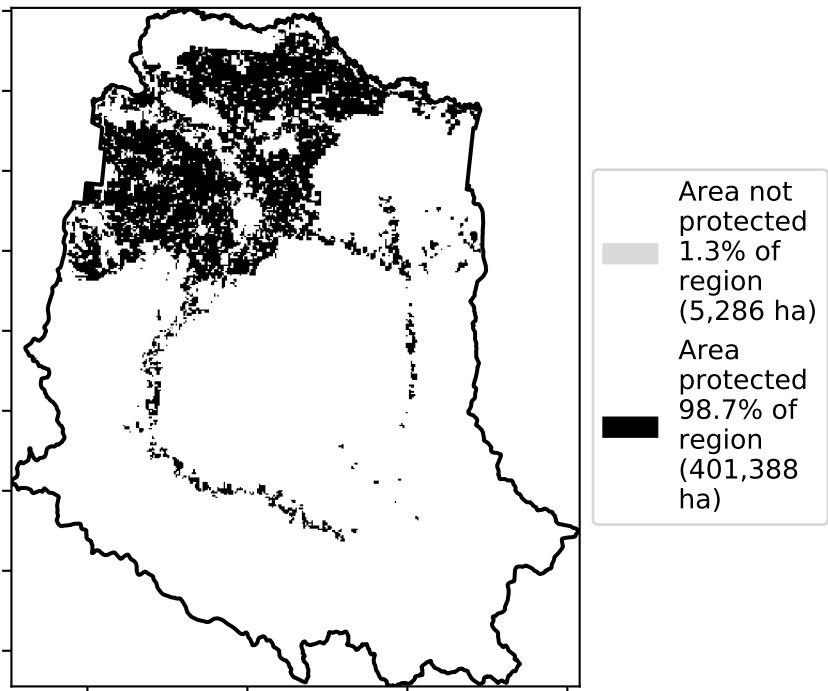 Area not
protected
1.3% of
region
(5,286 ha)
Area
protected
98.7% of
region
(401,388
ha)